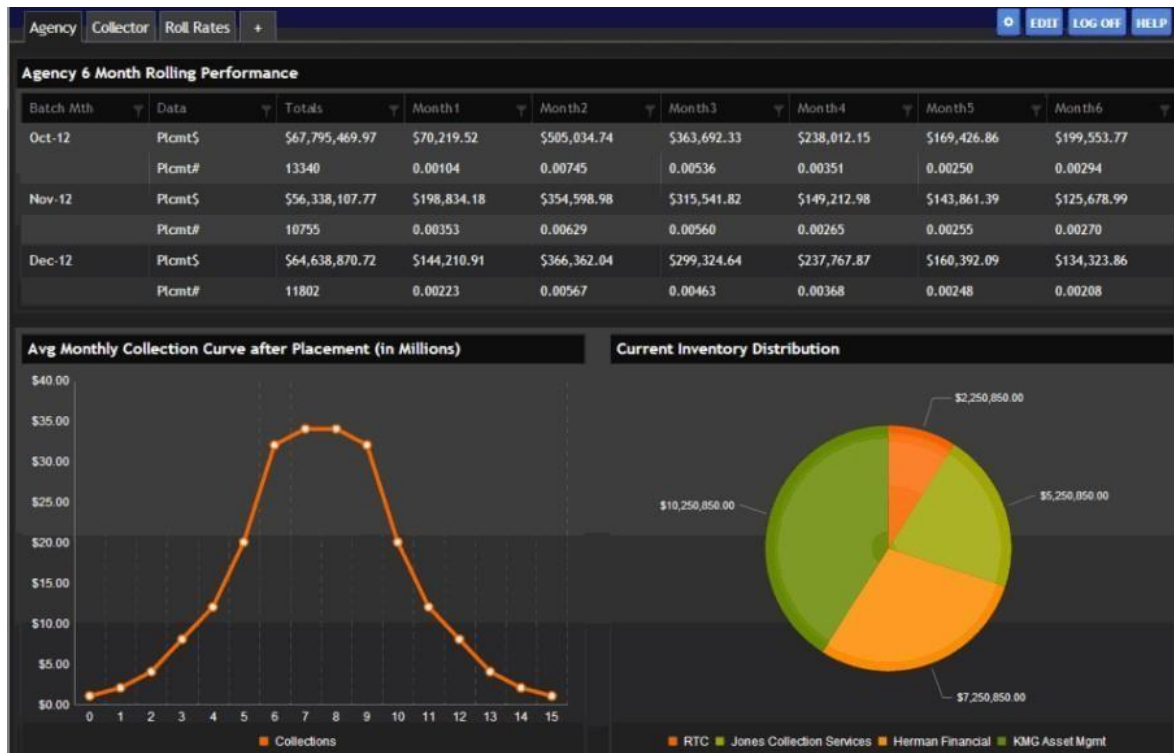 Agency Collector Roll Rates + EDIT LOG OFF HELP
Agency 6 Month Rolling Performance
Batch Mth Data Totals Month1 Month2 Month3 Month4 Month5 Month6
Oct-12 Plcmt$ $67,795,469.97 $70,219.52 $505,034.74 $363,692.33 $238,012.15 $169,426.86 $199,553.77
Plcmt# 13340 0.00104 0.00745 0.00536 0.00351 0.00250 0.00294
Nov-12 Plcmt$ $56,338,107.77 $198,834.18 $354,598.98 $315,541.82 $149,212.98 $143,861.39 $125,678.99
Plcmt# 10755 0.00353 0.00629 0.00560 0.00265 0.00255 0.00270
Dec-12 Plcmt$ $64,638,870.72 $144,210.91 $366,362.04 $299,324.64 $237,767.87 $160,392.09 $134,323.86
Plcmt# 11802 0.00223 0.00567 0.00463 0.00368 0.00248 0.00208
Avg Monthly Collection Curve after Placement (in Millions)
$40.00
$35.00
$30.00
$25.00
$20.00
$15.00
$10.00
$5.00
$0.00
0 1 2 3 4 5 6 7 8 9 10 11 12 13 14 15
Collections
Current Inventory Distribution
$2,250,850.00
$5,250,850.00
$10,250,850.00
$7,250,850.00
RTC Jones Collection Services Herman Financial KMG Asset Mgmt